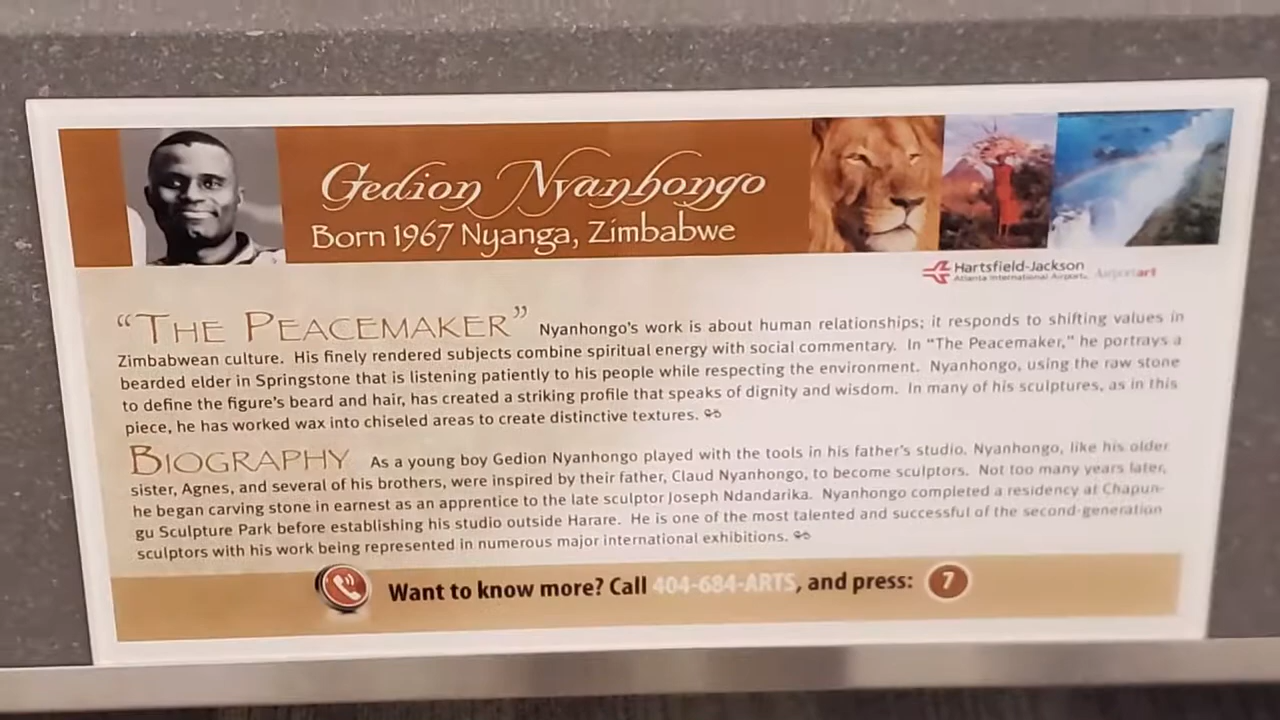 Gedion Nyanhongo
Born 1967 Nyanga, Zimbabwe
Hartsfield-Jackson
Atlanta International Airport
Airportart
“THE PEACEMAKER” Nyanhongo’s work is about human relationships; it responds to shifting values in
Zimbabwean culture. His finely rendered subjects combine spiritual energy with social commentary. In “The Peacemaker,” he portrays a
bearded elder in Springstone that is listening patiently to his people while respecting the environment. Nyanhongo, using the raw stone
to define the figure’s beard and hair, has created a striking profile that speaks of dignity and wisdom. In many of his sculptures, as in this
piece, he has worked wax into chiseled areas to create distinctive textures.
BIOGRAPHY As a young boy Gedion Nyanhongo played with the tools in his father’s studio. Nyanhongo, like his older
sister, Agnes, and several of his brothers, were inspired by their father, Claud Nyanhongo, to become sculptors. Not too many years later,
he began carving stone in earnest as an apprentice to the late sculptor Joseph Ndandarika. Nyanhongo completed a residency at Chapun-
gu Sculpture Park before establishing his studio outside Harare. He is one of the most talented and successful of the second-generation
sculptors with his work being represented in numerous major international exhibitions.
Want to know more? Call 404-684-ARTS, and press: 7